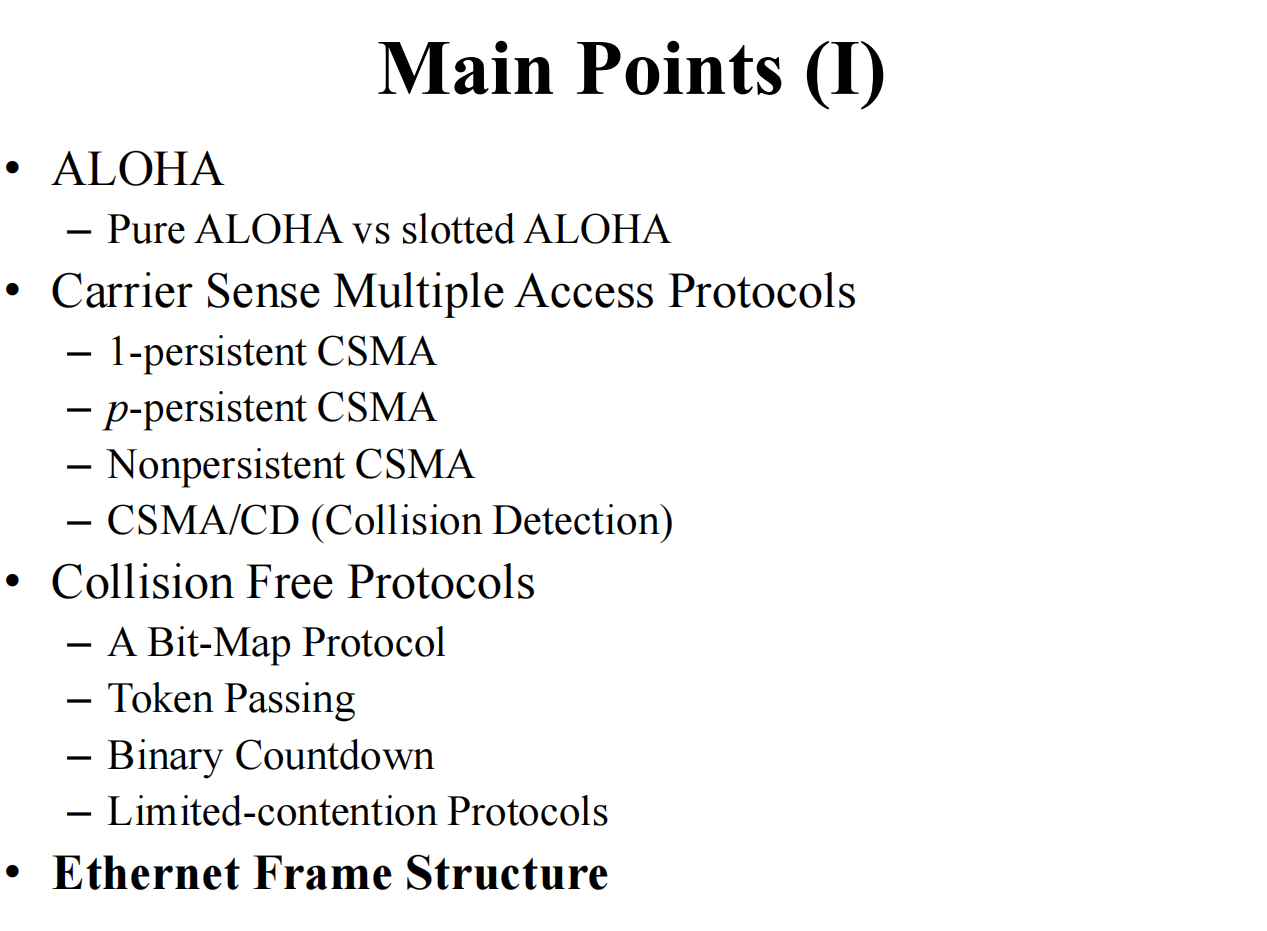 Main Points (I)
• ALOHA
– Pure ALOHA vs slotted ALOHA
• Carrier Sense Multiple Access Protocols
– 1-persistent CSMA
– p-persistent CSMA
– Nonpersistent CSMA
– CSMA/CD (Collision Detection)
• Collision Free Protocols
– A Bit-Map Protocol
– Token Passing
– Binary Countdown
– Limited-contention Protocols
• Ethernet Frame Structure